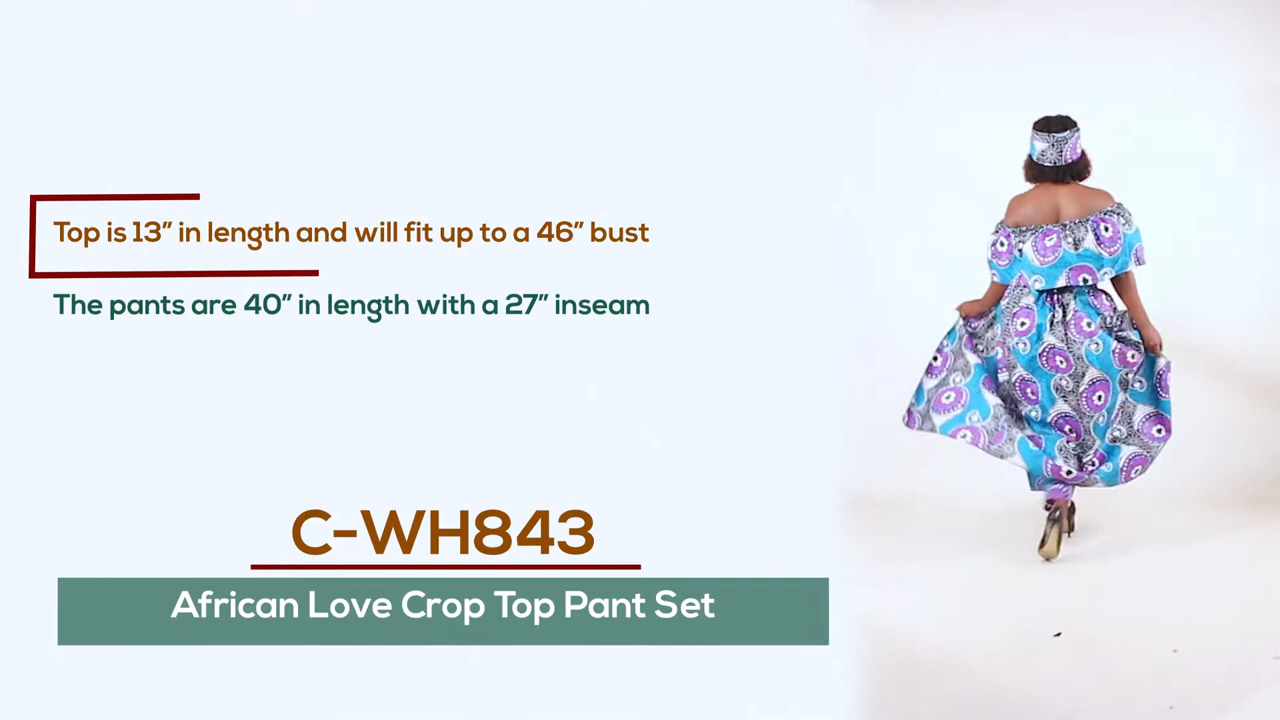 Top is 13” in length and will fit up to a 46” bust
The pants are 40” in length with a 27” inseam
C-WH843
African Love Crop Top Pant Set